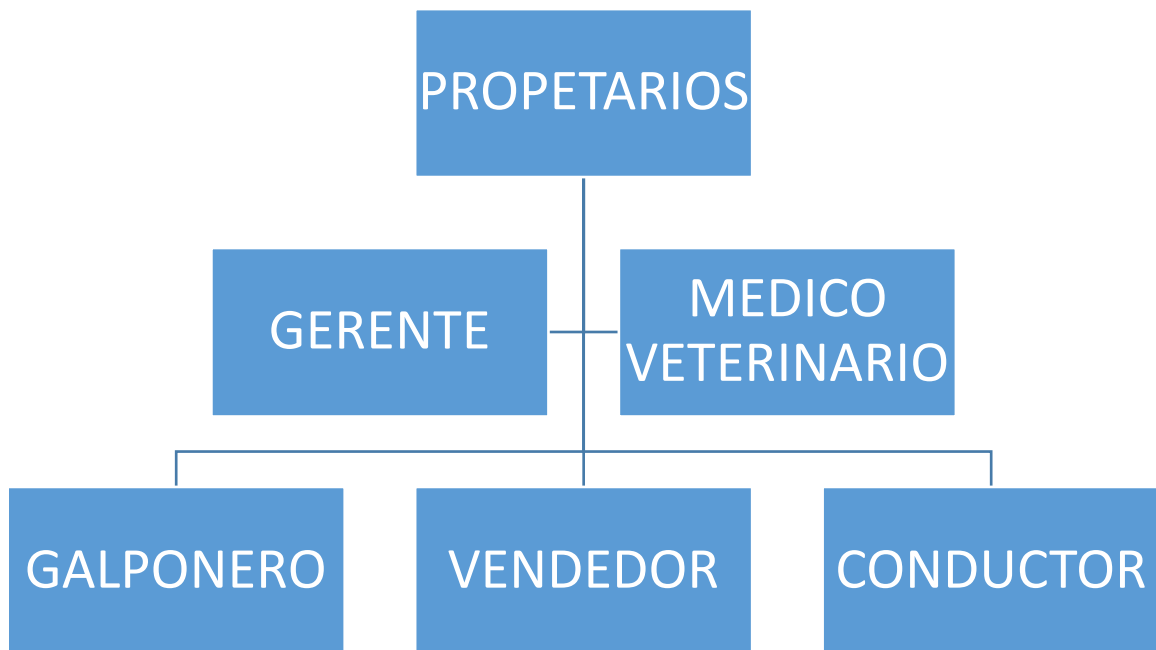 PROPETARIOS
GERENTE
MEDICO
VETERINARIO
GALPONERO
VENDEDOR
CONDUCTOR